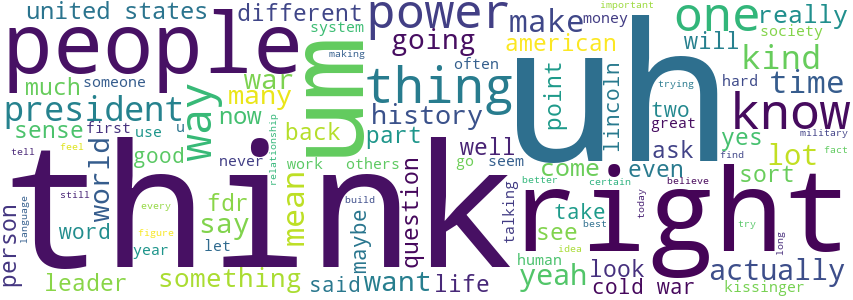 united states
different
system
power
make
money
important
one
really
society
people
um
going
american
will
making
uh
much
someone
war
thing
often
point
lincoln
two
hard
trying
kind
time
president
way
many
now
history
know
sense
first
use
u
back
part
great
well
ask
yes
military
tell
world
good
never
relationship
work
others
go
seem
come
even
find
lot
fact
feel
think
right
mean
question
talking
better
certain
believe
today
sort
person
language
still
word
every
fdr
say
maybe
build
take
best
see
try
long
figure
year
let
idea
leader
something
said
want
life
yeah
human
look
cold war
actually
kissinger